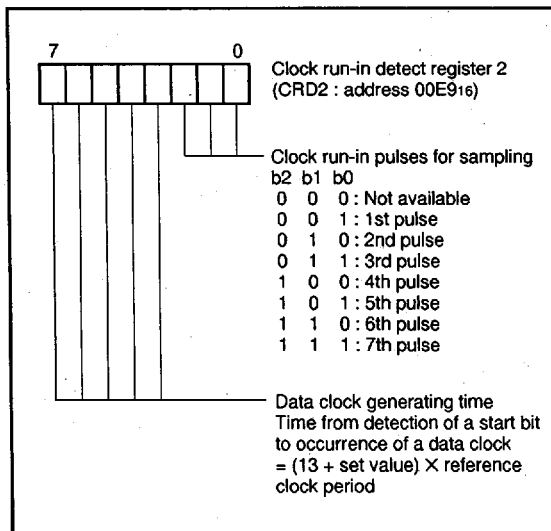 7 0
Clock run-in detect register 2
(CRD2 : address 00E916)
Clock run-in pulses for sampling
b2 b1 b0
0 0 0 : Not available
0 0 1 : 1st pulse
0 1 0 : 2nd pulse
0 1 1 : 3rd pulse
1 0 0 : 4th pulse
1 0 1 : 5th pulse
1 1 0 : 6th pulse
1 1 1 : 7th pulse
Data clock generating time
Time from detection of a start bit
to occurrence of a data clock
= (13 + set value) × reference
clock period